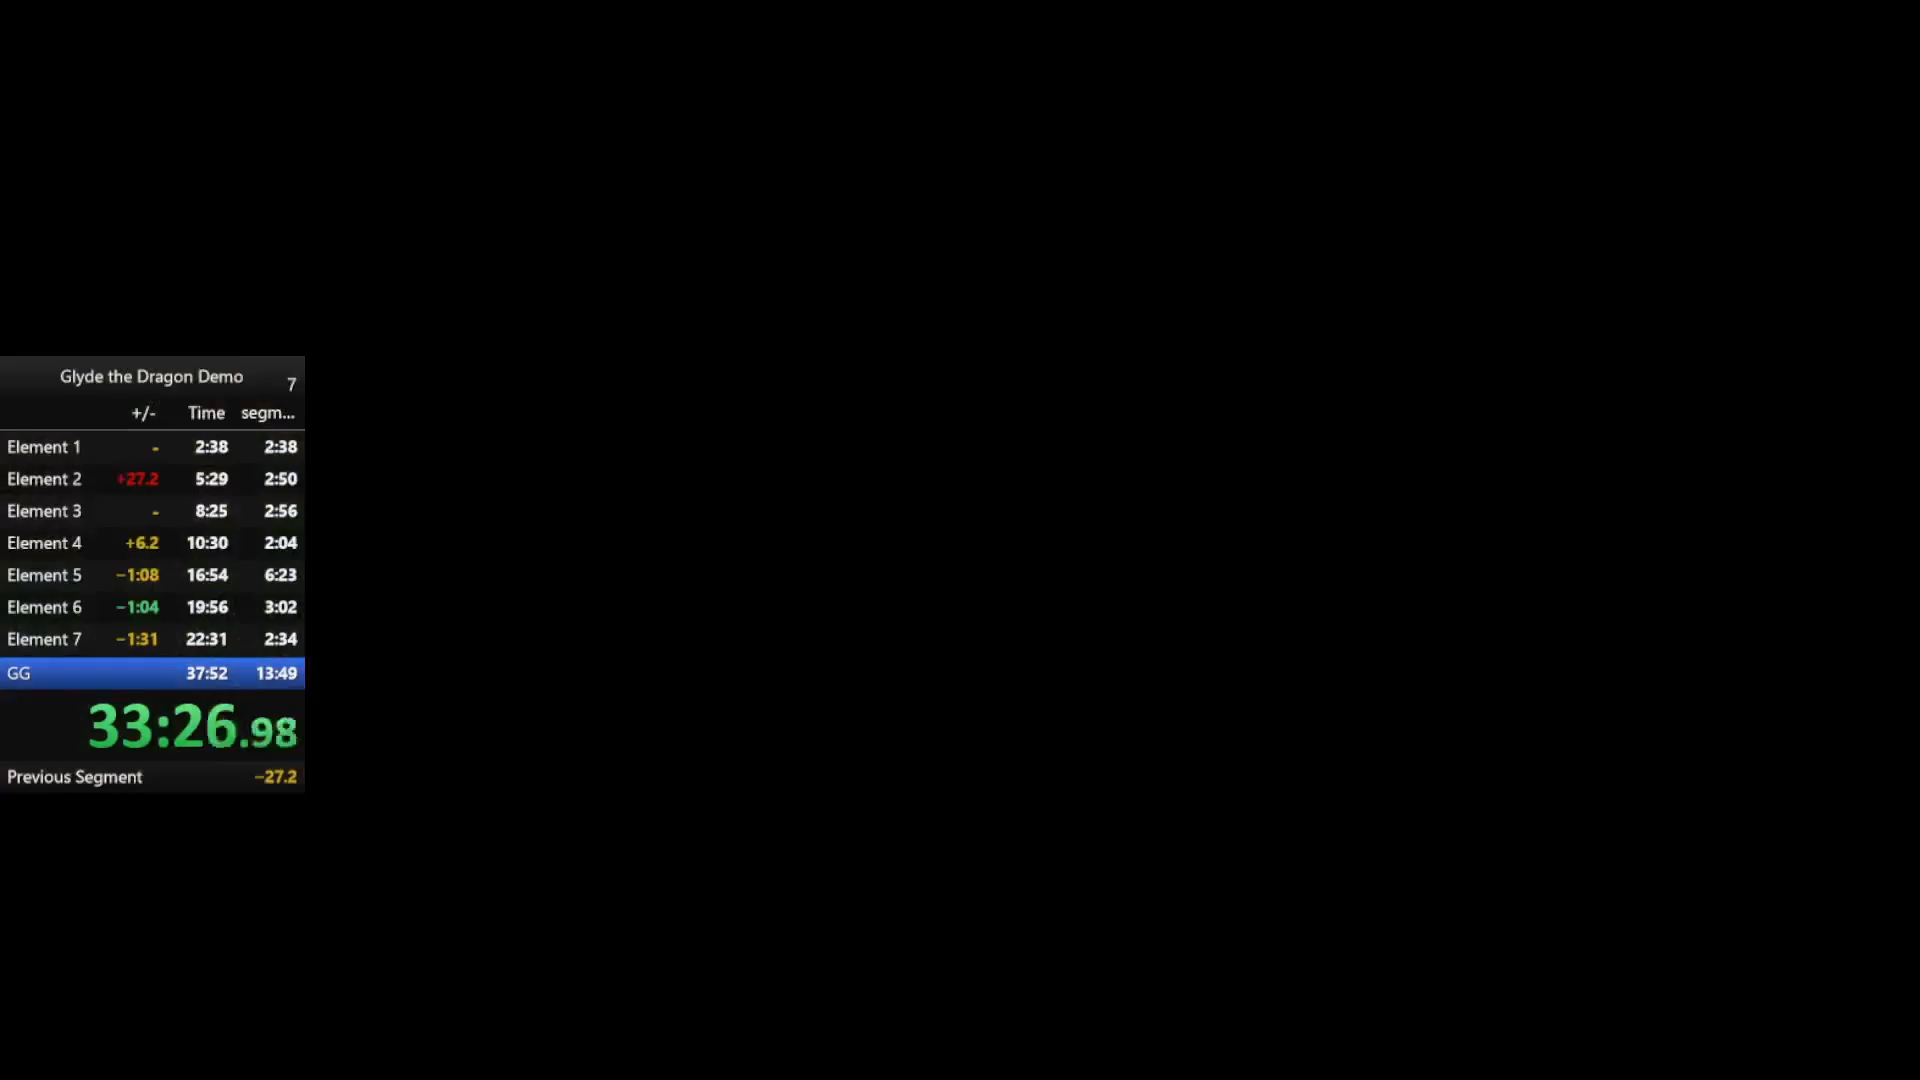 Glyde the Dragon Demo
7
+/- Time segm...
Element 1 - 2:38 2:38
Element 2 +27.2 5:29 2:50
Element 3 - 8:25 2:56
Element 4 +6.2 10:30 2:04
Element 5 −1:08 16:54 6:23
Element 6 −1:04 19:56 3:02
Element 7 −1:31 22:31 2:34
GG 37:52 13:49
33:26.98
Previous Segment −27.2